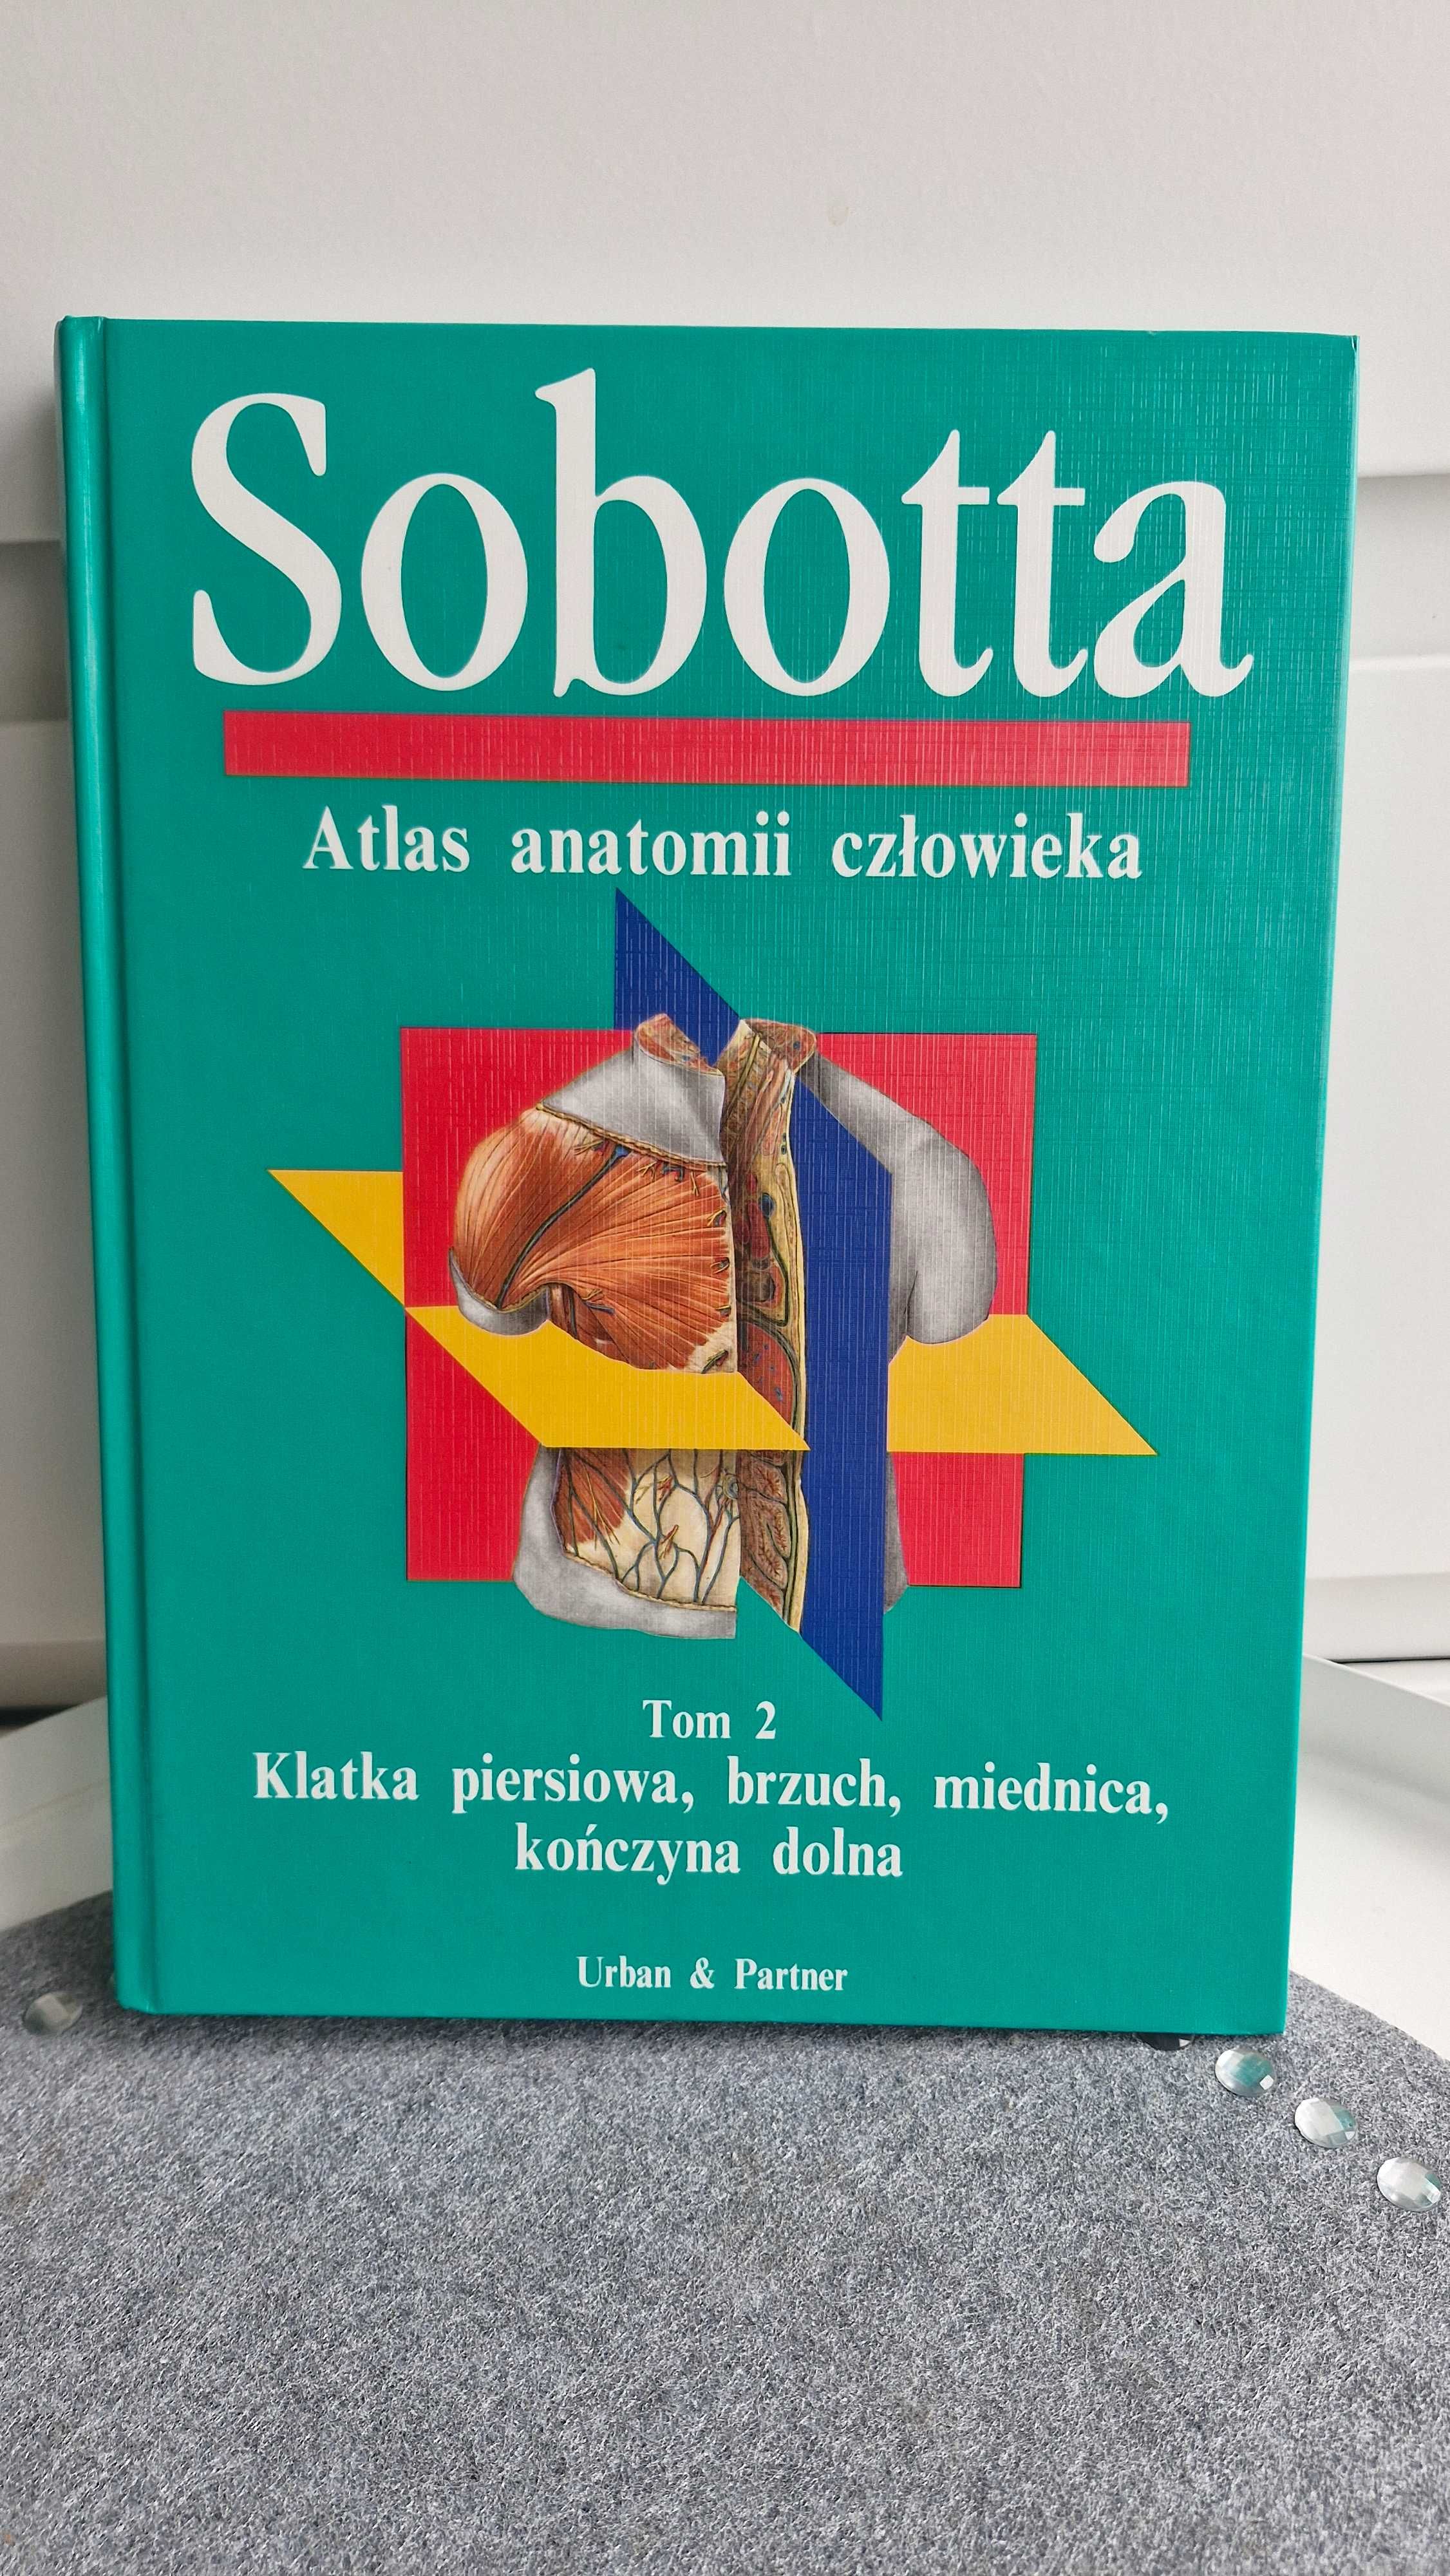 Sobotta
Atlas anatomii człowieka
Tom 2
Klatka piersiowa, brzuch, miednica,
kończyna dolna
Urban & Partner